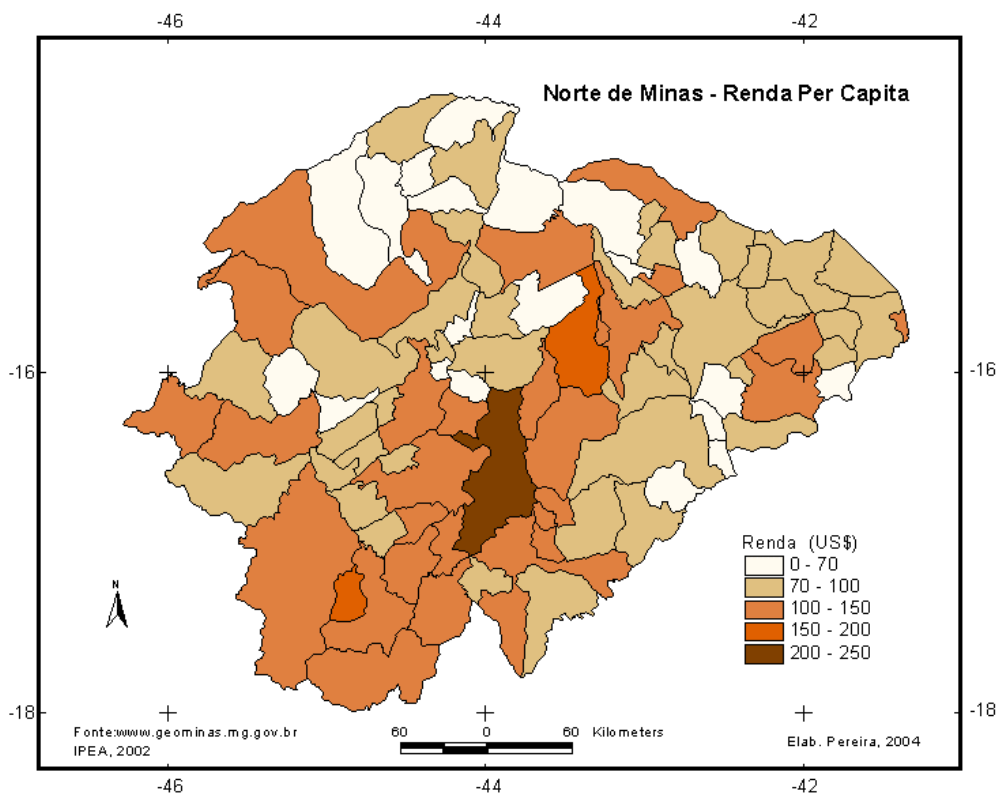 -46 -44 -42
Norte de Minas - Renda Per Capita
-16 -16
Renda (US$)
0 - 70
70 - 100
100 - 150
150 - 200
200 - 250
N
-18 -18
Fonte:www.geominas.mg.gov.br
IPEA, 2002
60 0 60 Kilometers
Elab. Pereira, 2004
-46 -44 -42